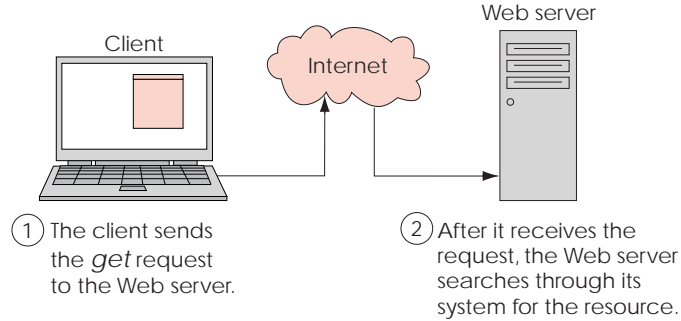 Web server
Client
Internet
1 The client sends
the get request
to the Web server.
2 After it receives the
request, the Web server
searches through its
system for the resource.